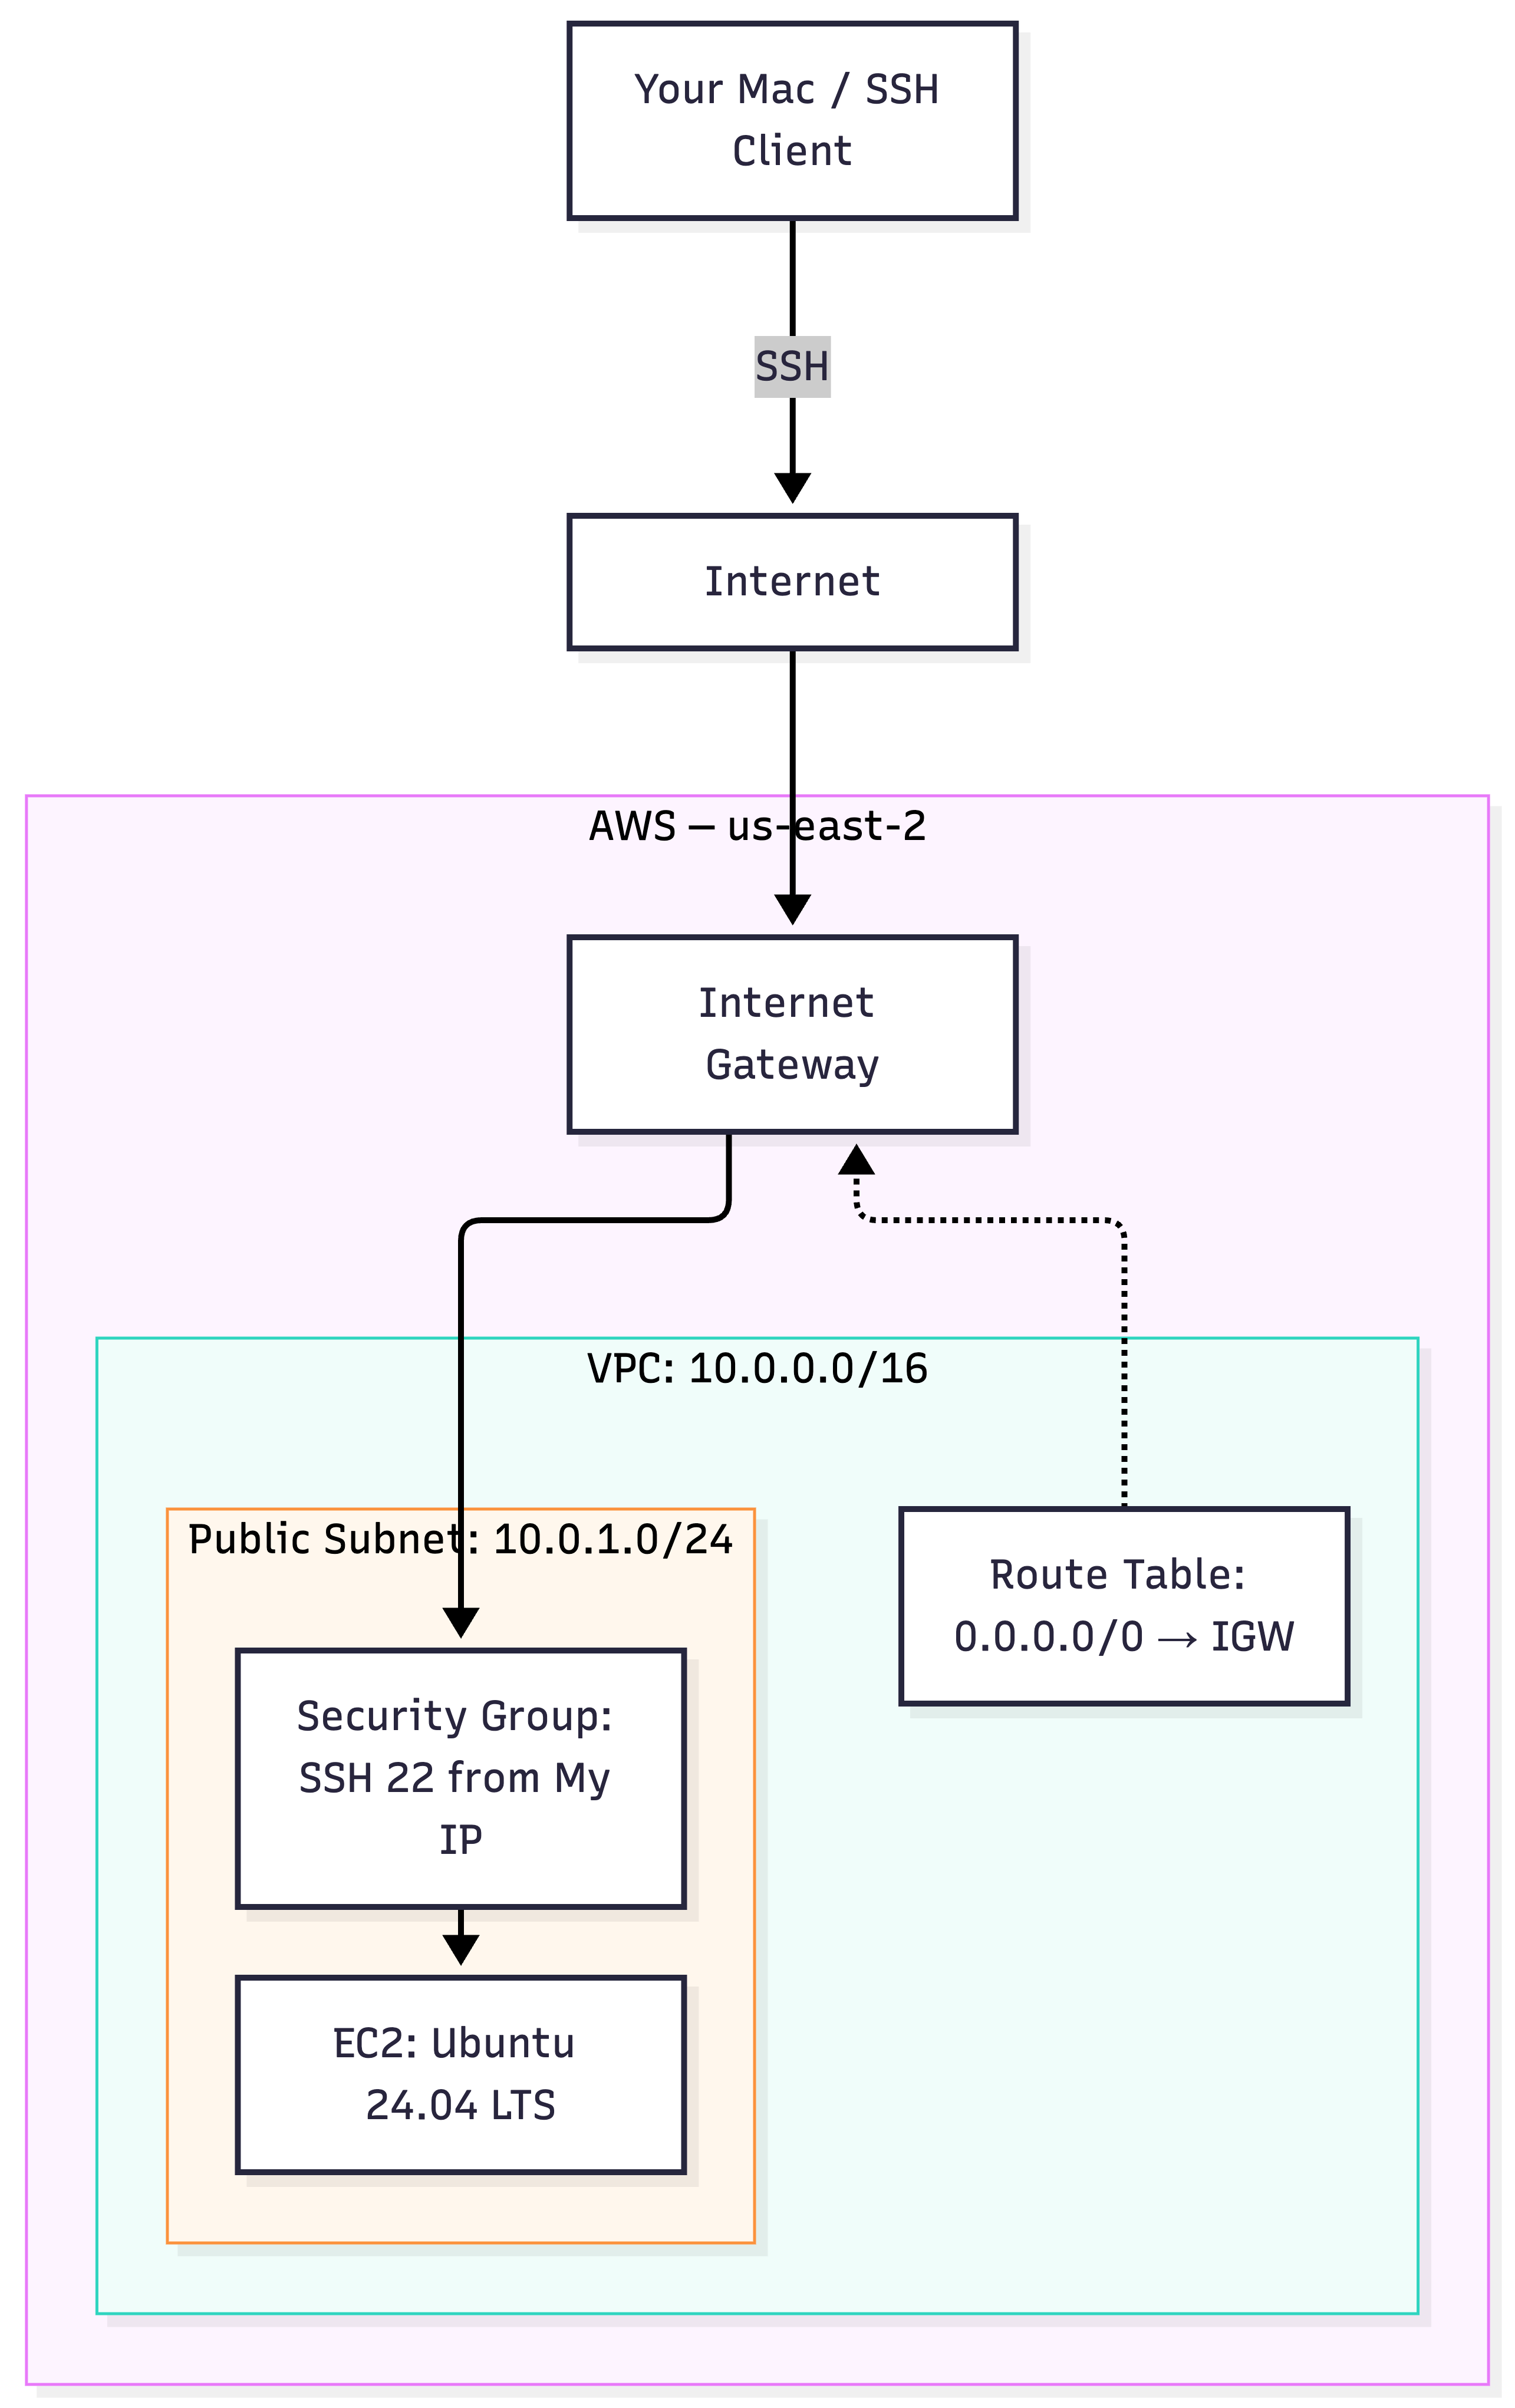 Your Mac / SSH
Client
SSH
Internet
AWS – us-east-2
Internet
Gateway
VPC: 10.0.0.0/16
Public Subnet: 10.0.1.0/24
Route Table:
0.0.0.0/0 → IGW
Security Group:
SSH 22 from My
IP
EC2: Ubuntu
24.04 LTS